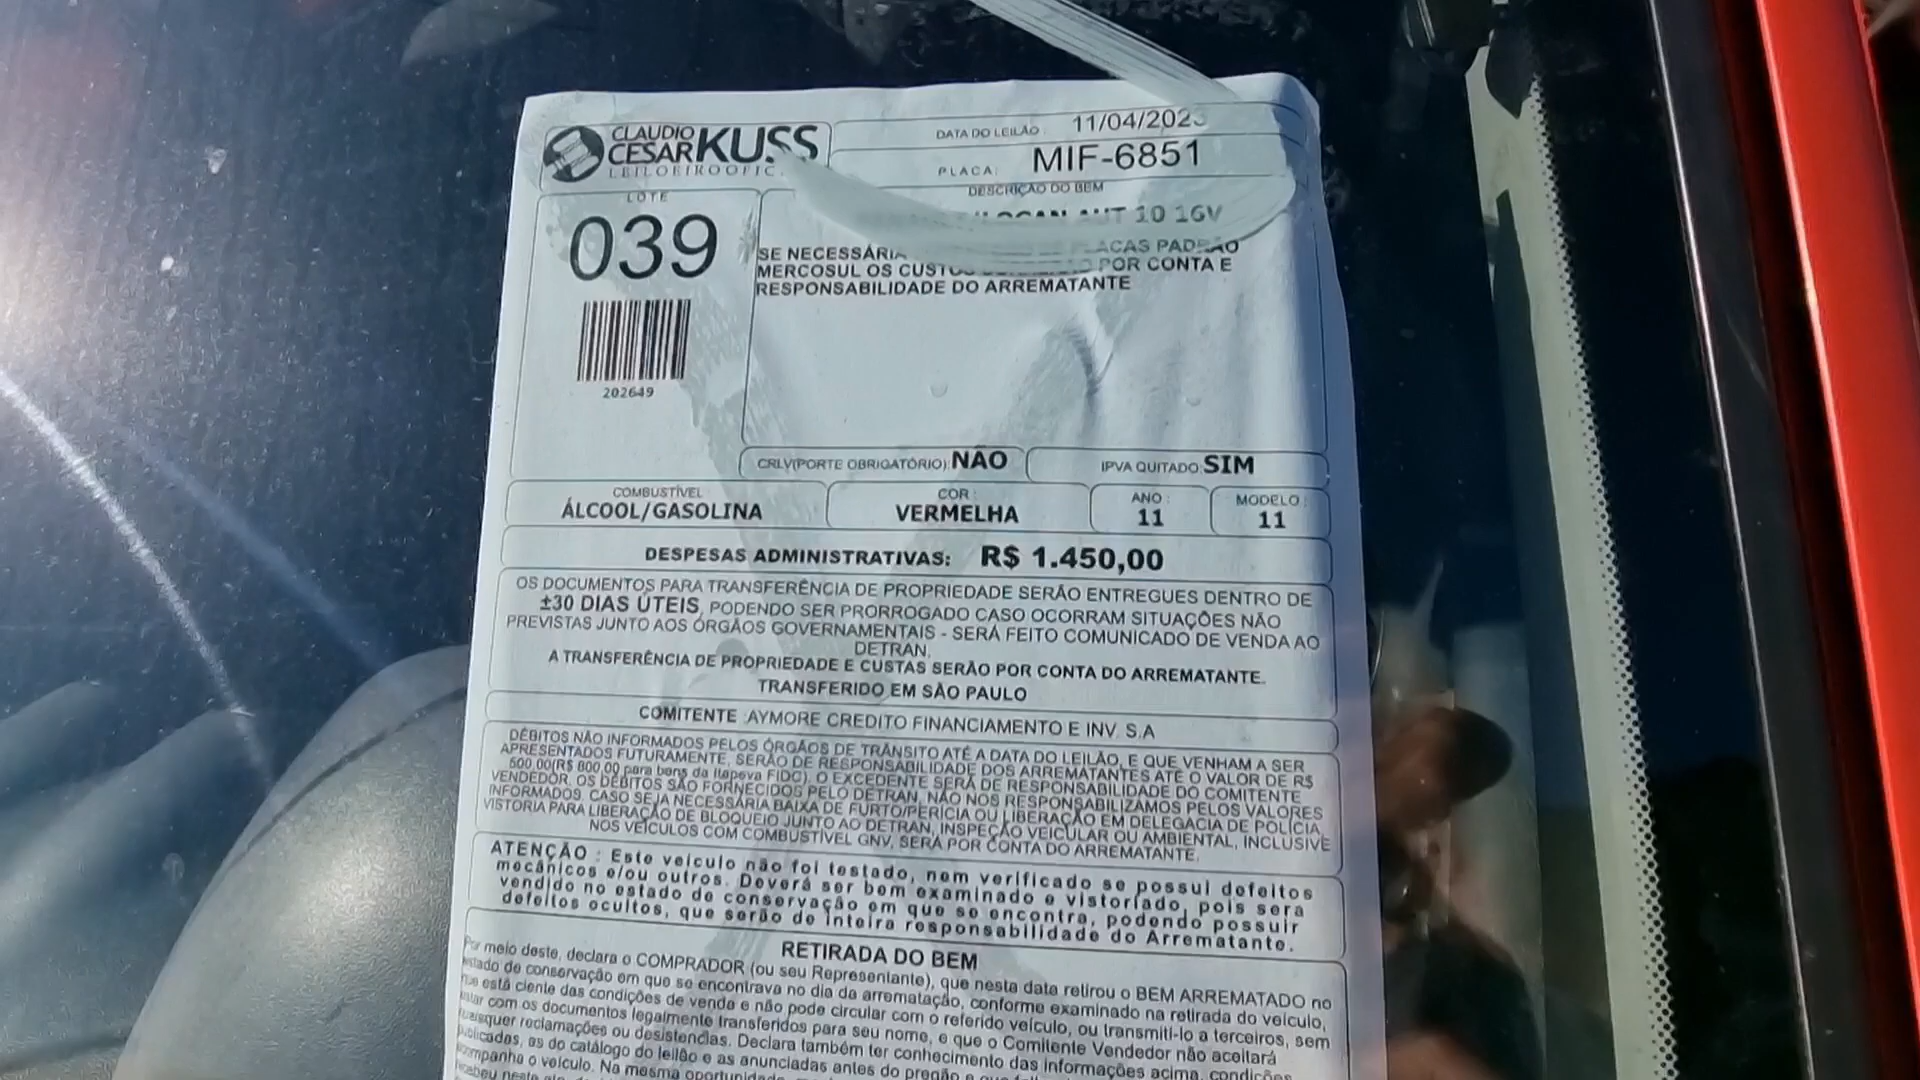 CLAUDIO
CESAR KUSS
DATA DO LEILÃO: 11/04/2023
PLACA: MIF-6851
LOTE
039
202649
DESCRIÇÃO DO BEM
LOGAN AUT 10 16V
SE NECESSÁRIA PLACAS PADRÃO
MERCOSUL OS CUSTOS POR CONTA E
RESPONSABILIDADE DO ARREMATANTE
CRLV(PORTE OBRIGATÓRIO): NÃO
IPVA QUITADO: SIM
COMBUSTÍVEL
ÁLCOOL/GASOLINA
COR :
VERMELHA
ANO :
11
MODELO :
11
DESPESAS ADMINISTRATIVAS: R$ 1.450,00
OS DOCUMENTOS PARA TRANSFERÊNCIA DE PROPRIEDADE SERÃO ENTREGUES DENTRO DE
±30 DIAS ÚTEIS, PODENDO SER PRORROGADO CASO OCORRAM SITUAÇÕES NÃO
PREVISTAS JUNTO AOS ÓRGÃOS GOVERNAMENTAIS - SERÁ FEITO COMUNICADO DE VENDA AO
DETRAN.
A TRANSFERÊNCIA DE PROPRIEDADE E CUSTAS SERÃO POR CONTA DO ARREMATANTE.
TRANSFERIDO EM SÃO PAULO
COMITENTE :AYMORE CREDITO FINANCIAMENTO E INV. S.A
DÉBITOS NÃO INFORMADOS PELOS ÓRGÃOS DE TRÂNSITO ATÉ A DATA DO LEILÃO, E QUE VENHAM A SER
APRESENTADOS FUTURAMENTE, SERÃO DE RESPONSABILIDADE DOS ARREMATANTES ATÉ O VALOR DE R$
500,00(R$ 800,00 para bens da Itapeva FIDC). O EXCEDENTE SERÁ DE RESPONSABILIDADE DO COMITENTE
VENDEDOR. OS DÉBITOS SÃO FORNECIDOS PELO DETRAN, NÃO NOS RESPONSABILIZAMOS PELOS VALORES
INFORMADOS. CASO SEJA NECESSÁRIA BAIXA DE FURTO/PERÍCIA OU LIBERAÇÃO EM DELEGACIA DE POLÍCIA,
VISTORIA PARA LIBERAÇÃO DE BLOQUEIO JUNTO AO DETRAN, INSPEÇÃO VEICULAR OU AMBIENTAL, INCLUSIVE
NOS VEÍCULOS COM COMBUSTÍVEL GNV, SERÁ POR CONTA DO ARREMATANTE.
ATENÇÃO : Este veiculo não foi testado, nem verificado se possui defeitos
mecânicos e/ou outros. Deverá ser bem examinado e vistoriado, pois sera
vendido no estado de conservação em que se encontra, podendo possuir
defeitos ocultos, que serão de inteira responsabilidade do Arrematante.
RETIRADA DO BEM
Por meio deste, declara o COMPRADOR (ou seu Representante), que nesta data retirou o BEM ARREMATADO no
estado de conservação em que se encontrava no dia da arrematação, conforme examinado na retirada do veículo,
que está ciente das condições de venda e não pode circular com o referido veículo, ou transmiti-lo a terceiros, sem
estar com os documentos legalmente transferidos para seu nome, e que o Comitente Vendedor não aceitará
quaisquer reclamações ou desistências. Declara também ter conhecimento das informações acima, condições
publicadas, as do catálogo do leilão e as anunciadas antes do pregão e que
acompanha o veículo. Na mesma oportunidade